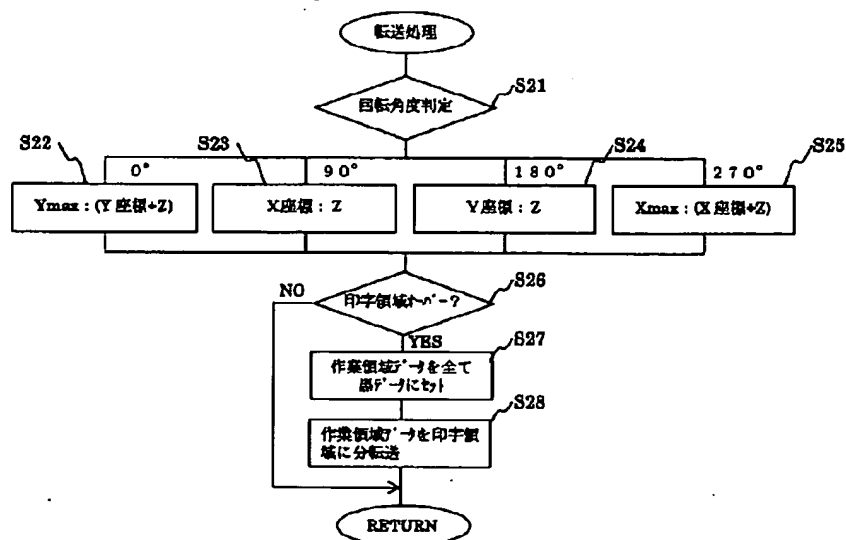 転送処理
S21
回転角度判定
S22
S23
S24
S25
0°
90°
180°
270°
Ymax:(Y座標+Z)
X座標:Z
Y座標:Z
Xmax:(X座標+Z)
S26
NO
印字領域オーバー?
YES
S27
作業領域データを全て
黒データにセット
S28
作業領域データを印字領
域に分転送
RETURN